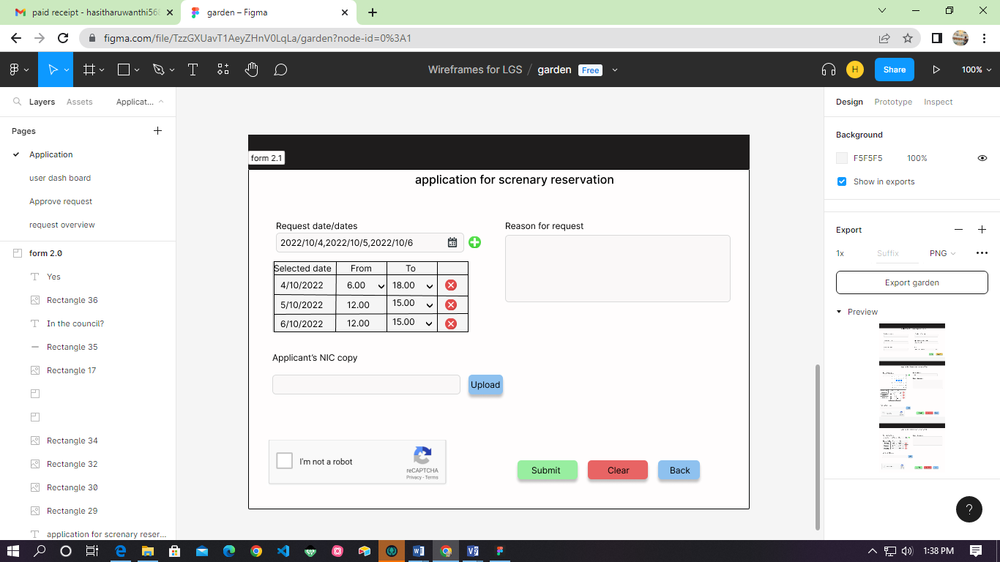 paid receipt - hasitharuwanthi568
garden – Figma
figma.com/file/TzzGXUavT1AeyZHnV0LqLa/garden?node-id=0%3A1
Wireframes for LGS / garden Free
H
Share
100%
Layers Assets Applicat...
Pages
Application
user dash board
Approve request
request overview
form 2.0
Yes
Rectangle 36
In the council?
Rectangle 35
Rectangle 17
Rectangle 34
Rectangle 32
Rectangle 30
Rectangle 29
application for screnary reser...
form 2.1
application for screnary reservation
Request date/dates
2022/10/4,2022/10/5,2022/10/6
Selected date From To
4/10/2022 6.00 18.00
5/10/2022 12.00 15.00
6/10/2022 12.00 15.00
Reason for request
Applicant's NIC copy
Upload
I'm not a robot
reCAPTCHA
Privacy - Terms
Submit Clear Back
Design Prototype Inspect
Background
F5F5F5 100%
Show in exports
Export
1x Suffix PNG
Export garden
Preview
?
1:38 PM